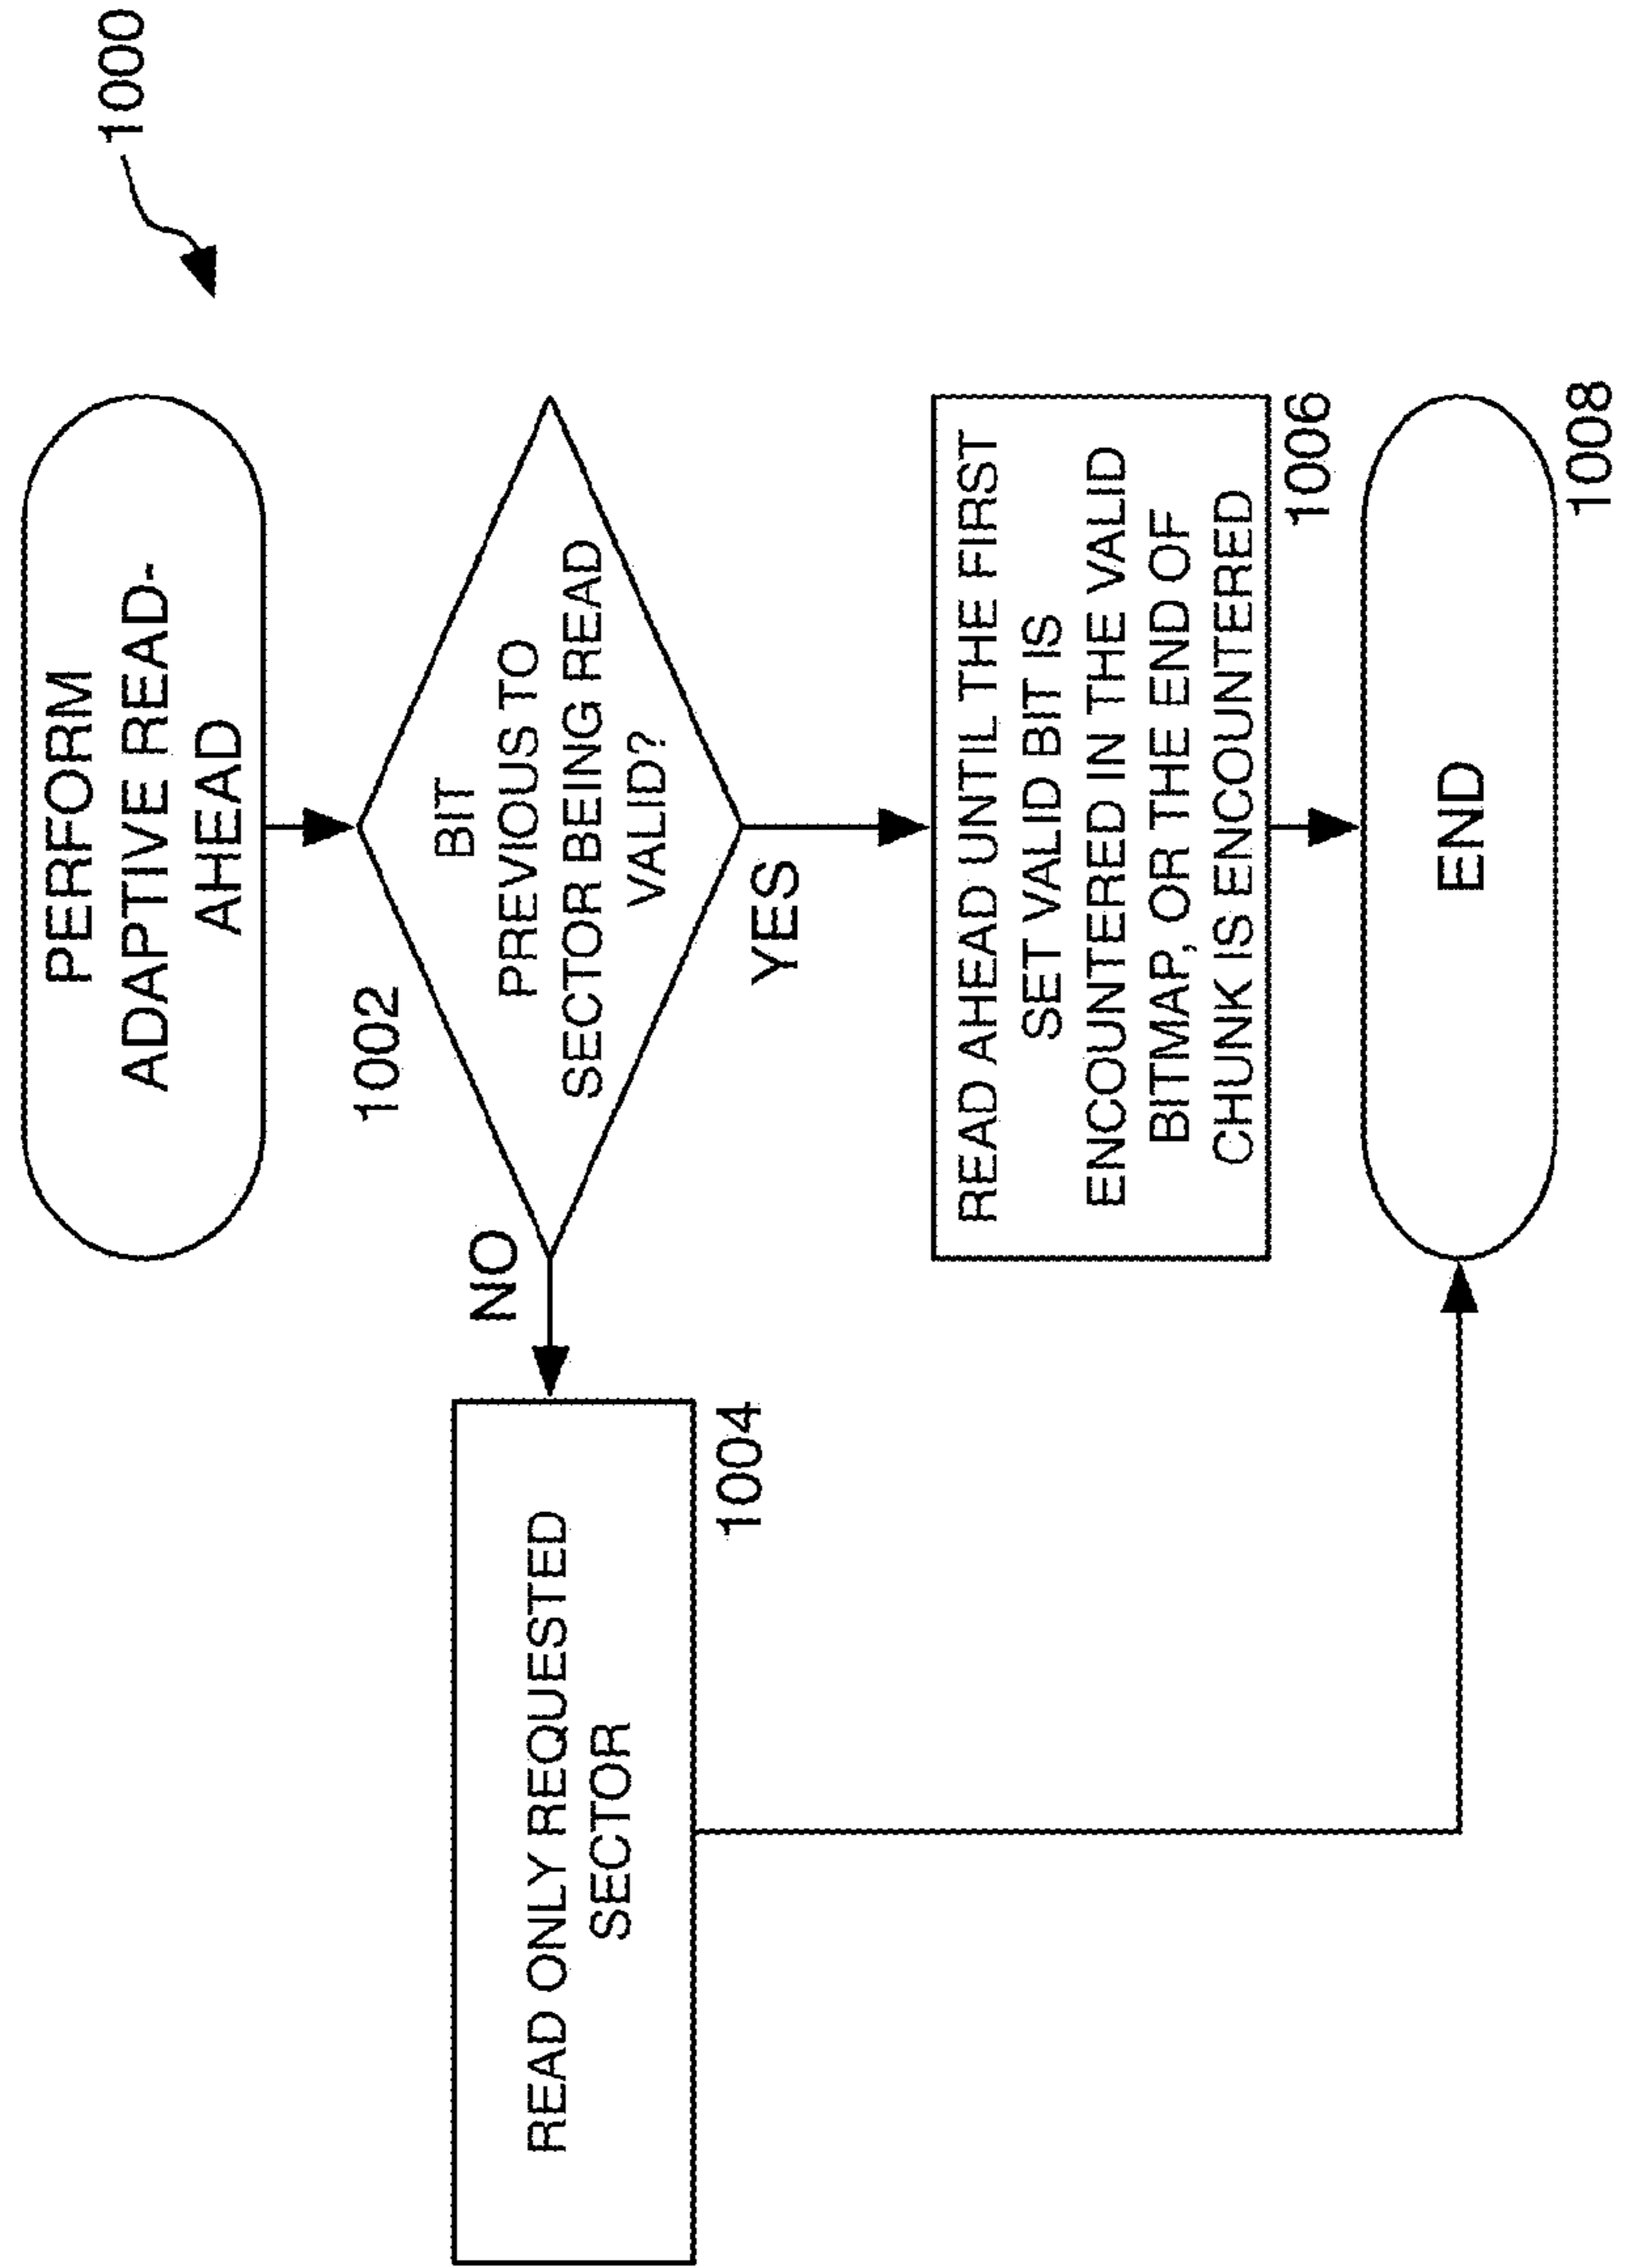 1000
PERFORM
ADAPTIVE READ-
AHEAD
1002
BIT
PREVIOUS TO
SECTOR BEING READ
VALID?
NO
YES
READ ONLY REQUESTED
SECTOR
1004
READ AHEAD UNTIL THE FIRST
SET VALID BIT IS
ENCOUNTERED IN THE VALID
BITMAP, OR THE END OF
CHUNK IS ENCOUNTERED
1006
END
1008